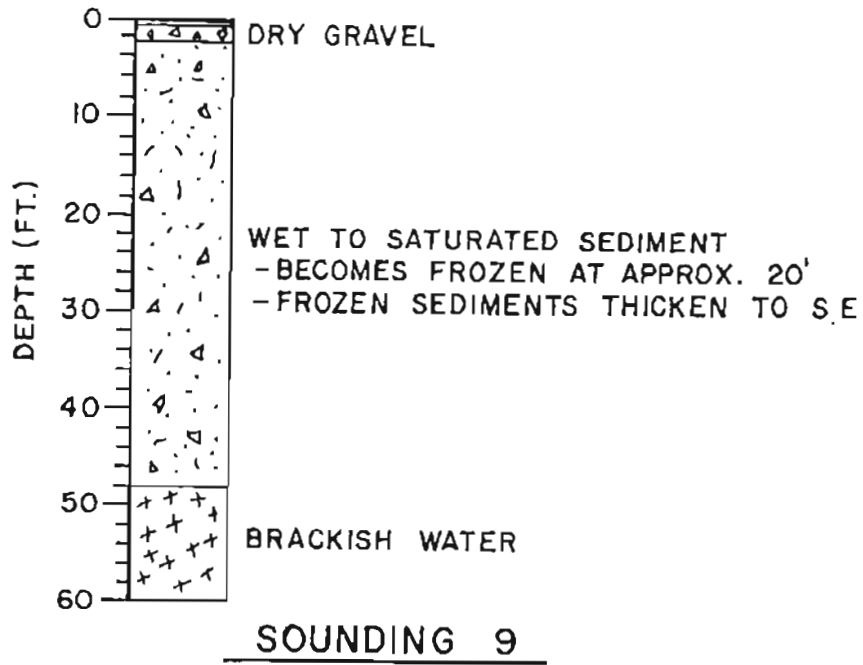 0
DRY GRAVEL
10
20
WET TO SATURATED SEDIMENT
-BECOMES FROZEN AT APPROX. 20'
-FROZEN SEDIMENTS THICKEN TO S.E
30
DEPTH (FT.)
40
50
BRACKISH WATER
60
SOUNDING 9